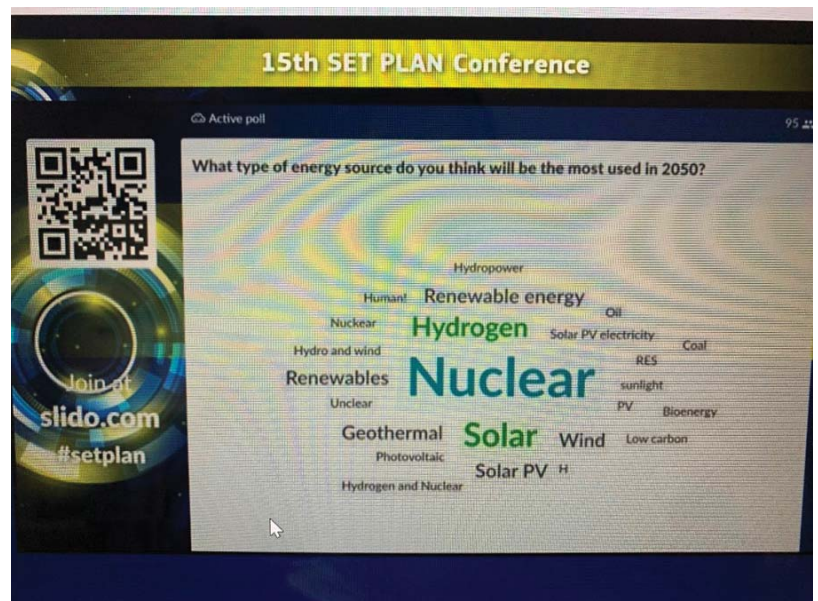 15th SET PLAN Conference
Active poll
95
What type of energy source do you think will be the most used in 2050?
Hydropower
Human! Renewable energy
Oil
Nuckear Hydrogen Solar PV electricity
Coal
Hydro and wind
RES
Renewables Nuclear sunlight
Unclear
PV Bioenergy
Geothermal Solar Wind Low carbon
Photovoltaic
Solar PV H
Hydrogen and Nuclear
Join at
slido.com
#setplan